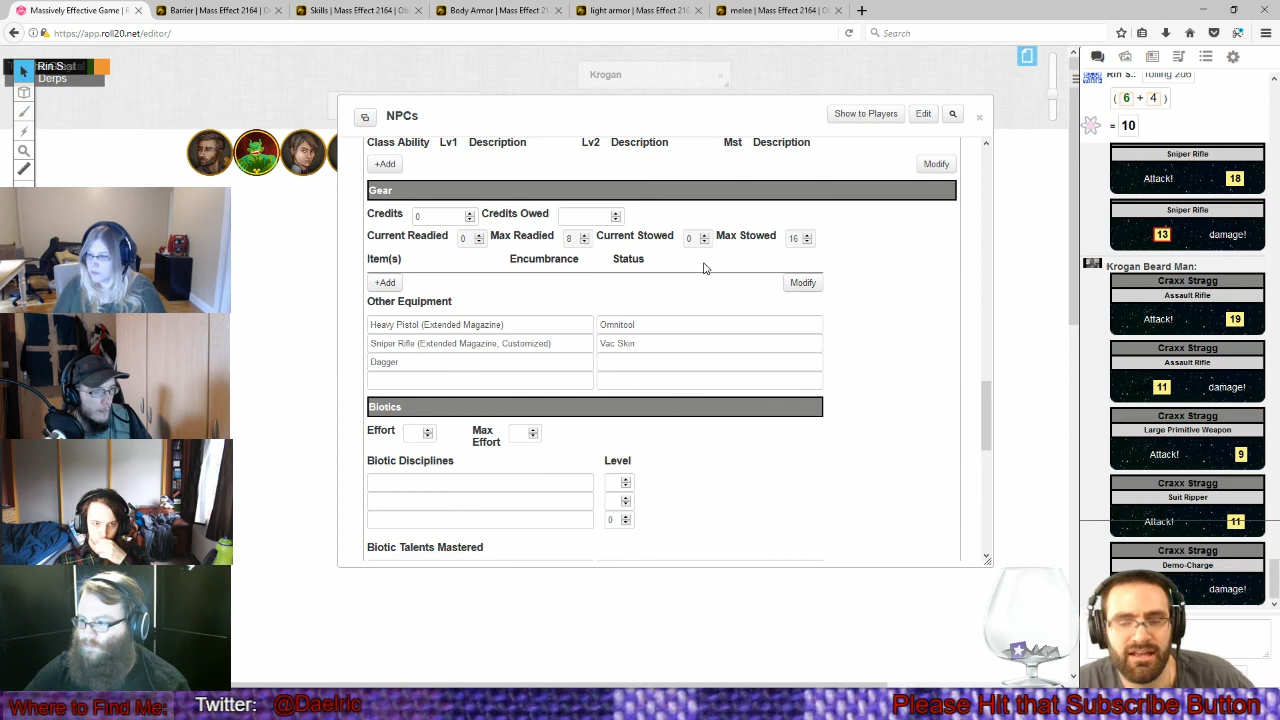 Massively Effective Game! | R
Barrier | Mass Effect 2164 | O
Skills | Mass Effect 2164 | Ob
Body Armor | Mass Effect 21
light armor | Mass Effect 216
melee | Mass Effect 2164 | Ob
https://app.roll20.net/editor/
Search
Rin S.
Derps
Krogan
NPCs
Show to Players
Edit
Class Ability Lv1 Description Lv2 Description Mst Description
+Add
Modify
Gear
Credits 0 Credits Owed
Current Readied 0 Max Readied 8 Current Stowed 0 Max Stowed 16
Item(s) Encumbrance Status
+Add
Modify
Other Equipment
Heavy Pistol (Extended Magazine) Omnitool
Sniper Rifle (Extended Magazine, Customized) Vac Skin
Dagger
Biotics
Effort Max Effort
Biotic Disciplines Level
0
Biotic Talents Mastered
Rin S.: rolling 2d6
( 6 + 4 )
= 10
Sniper Rifle
Attack! 18
Sniper Rifle
13 damage!
Krogan Beard Man:
Craxx Stragg
Assault Rifle
Attack! 19
Craxx Stragg
Assault Rifle
11 damage!
Craxx Stragg
Large Primitive Weapon
Attack! 9
Craxx Stragg
Suit Ripper
Attack! 11
Craxx Stragg
Demo-Charge
damage!
Where to Find Me: Twitter: @Daelric Please Hit that Subscribe Button